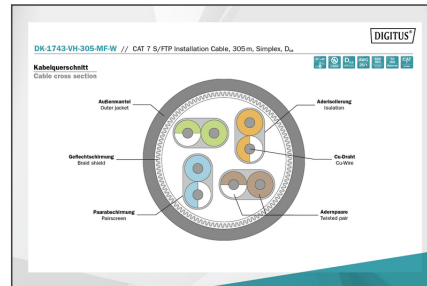 DIGITUS®
DK-1743-VH-305-MF-W // CAT 7 S/FTP Installation Cable, 305 m, Simplex, Dca
Kabelquerschnitt
Cable cross section
Außenmantel
Outer jacket
Aderisolierung
Insulation
Geflechtschirmung
Braid shield
Cu-Draht
Cu-Wire
Paarabschirmung
Pairscreen
Adernpaare
Twisted pair